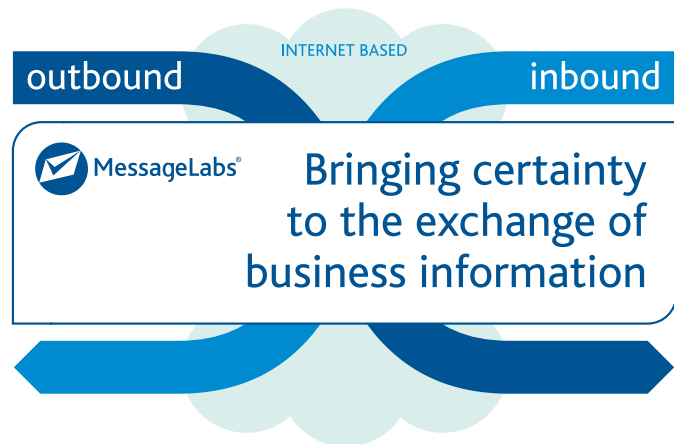 INTERNET BASED
outbound
inbound
MessageLabs®
Bringing certainty
to the exchange of
business information